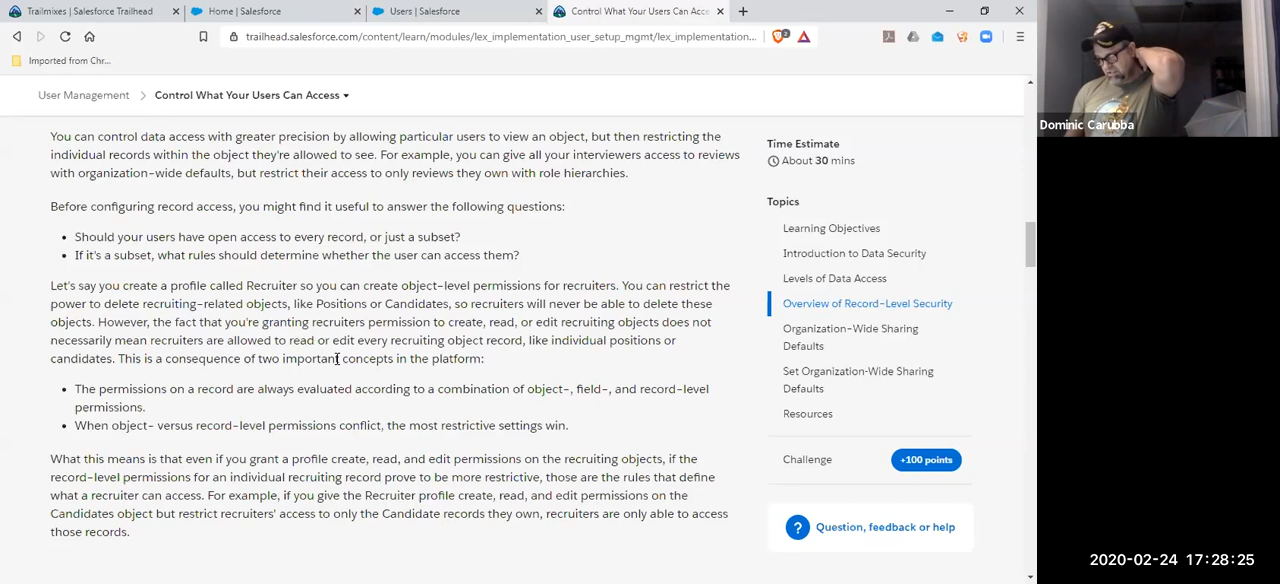 Trailmixes | Salesforce Trailhead
Home | Salesforce
Users | Salesforce
Control What Your Users Can Acce
trailhead.salesforce.com/content/learn/modules/lex_implementation_user_setup_mgmt/lex_implementation...
2
Imported from Chr...
User Management > Control What Your Users Can Access
You can control data access with greater precision by allowing particular users to view an object, but then restricting the
individual records within the object they're allowed to see. For example, you can give all your interviewers access to reviews
with organization-wide defaults, but restrict their access to only reviews they own with role hierarchies.
Before configuring record access, you might find it useful to answer the following questions:
• Should your users have open access to every record, or just a subset?
• If it's a subset, what rules should determine whether the user can access them?
Let's say you create a profile called Recruiter so you can create object-level permissions for recruiters. You can restrict the
power to delete recruiting-related objects, like Positions or Candidates, so recruiters will never be able to delete these
objects. However, the fact that you're granting recruiters permission to create, read, or edit recruiting objects does not
necessarily mean recruiters are allowed to read or edit every recruiting object record, like individual positions or
candidates. This is a consequence of two important concepts in the platform:
• The permissions on a record are always evaluated according to a combination of object-, field-, and record-level
permissions.
• When object- versus record-level permissions conflict, the most restrictive settings win.
What this means is that even if you grant a profile create, read, and edit permissions on the recruiting objects, if the
record-level permissions for an individual recruiting record prove to be more restrictive, those are the rules that define
what a recruiter can access. For example, if you give the Recruiter profile create, read, and edit permissions on the
Candidates object but restrict recruiters' access to only the Candidate records they own, recruiters are only able to access
those records.
Time Estimate
About 30 mins
Topics
Learning Objectives
Introduction to Data Security
Levels of Data Access
Overview of Record-Level Security
Organization-Wide Sharing
Defaults
Set Organization-Wide Sharing
Defaults
Resources
Challenge
+100 points
? Question, feedback or help
Dominic Carubba
2020-02-24 17:28:25